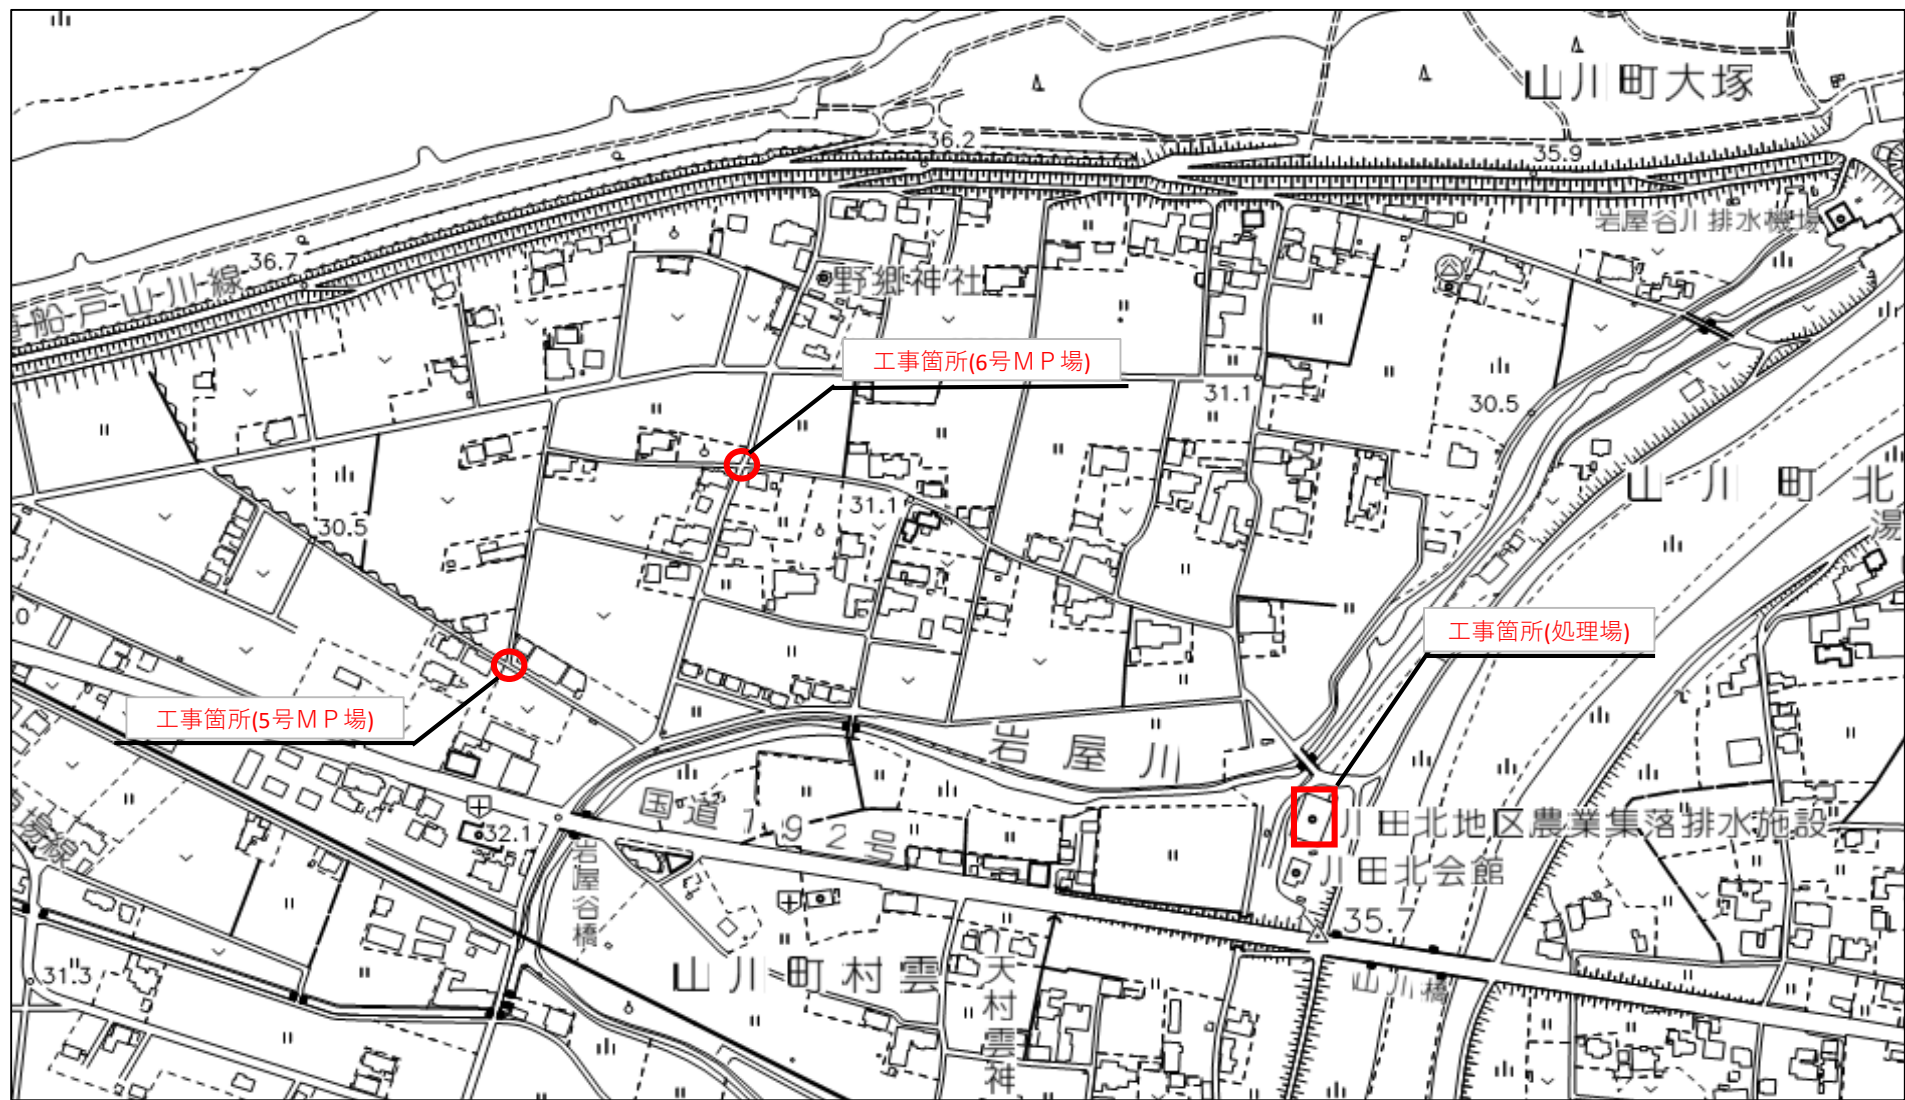 山川町大塚
36.2
35.9
岩屋谷川排水機場
36.7
船戸山川線
野郷神社
工事箇所(6号ＭＰ場)
31.1
30.5
山川町北
湯
31.1
30.5
工事箇所(処理場)
工事箇所(5号ＭＰ場)
岩屋川
国道192号
川田北地区農業集落排水施設
32.1
岩屋谷橋
川田北会館
35.7
山川町村雲
天村雲神
山川橋
31.3